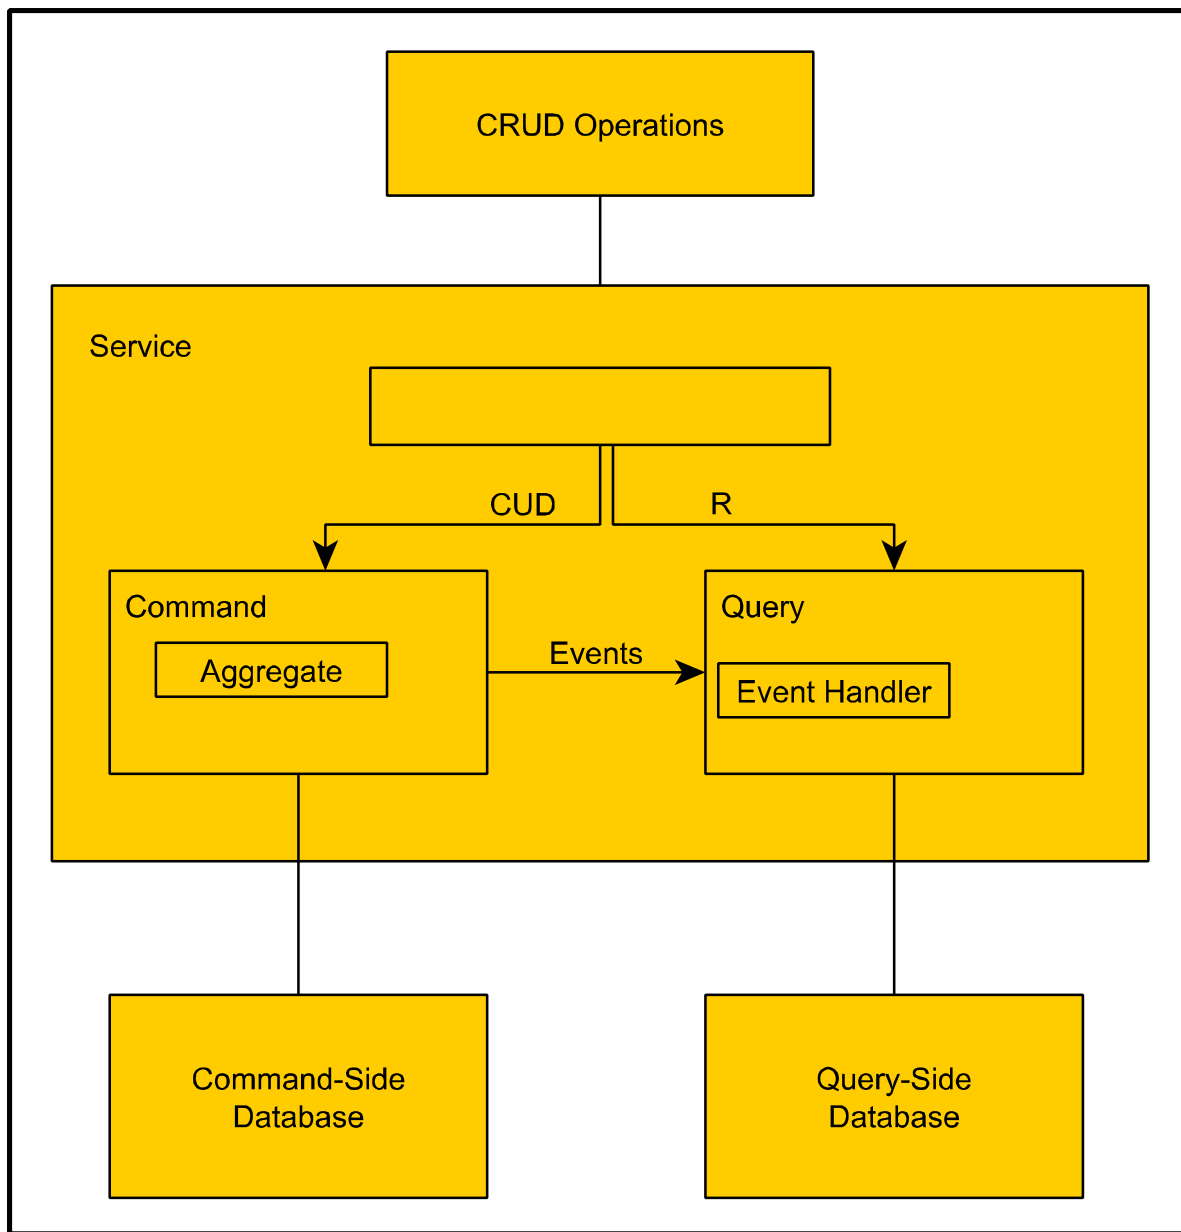 CRUD Operations
Service
CUD
R
Command
Aggregate
Events
Query
Event Handler
Command-Side
Database
Query-Side
Database